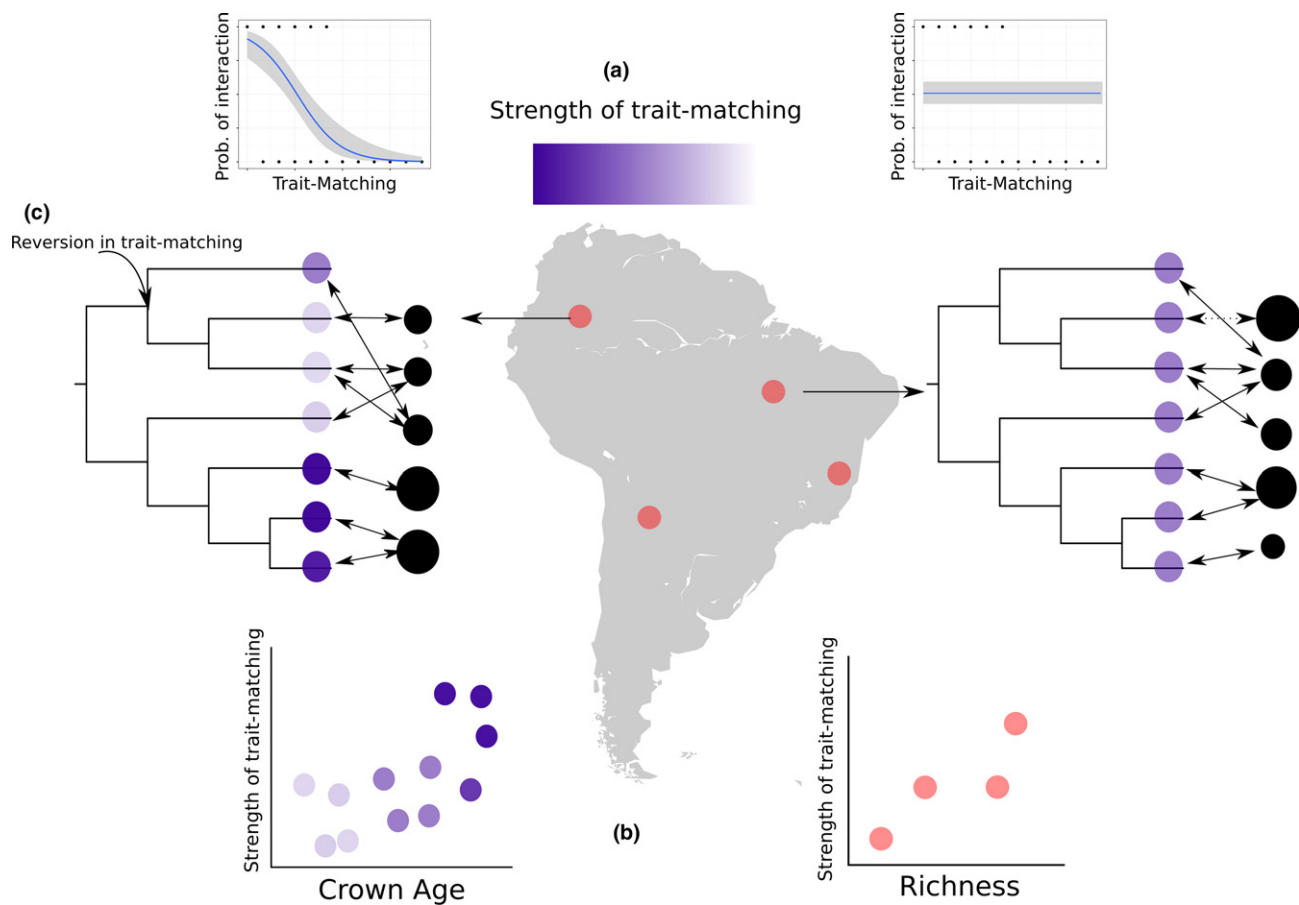 Prob. of interaction
Trait-Matching
(a)
Strength of trait-matching
Prob. of interaction
Trait-Matching
(c)
Reversion in trait-matching
Strength of trait-matching
Crown Age
(b)
Strength of trait-matching
Richness